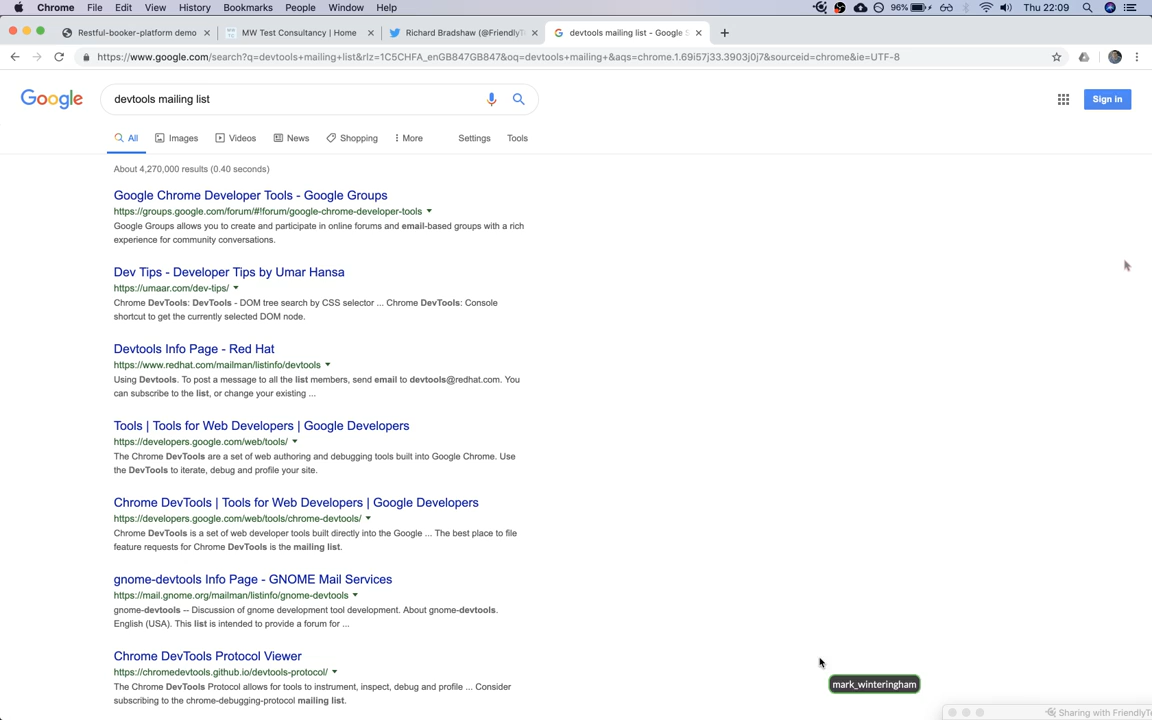 Chrome File Edit View History Bookmarks People Window Help 96% Thu 22:09
Restful-booker-platform demo MW Test Consultancy | Home Richard Bradshaw (@FriendlyTe devtools mailing list - Google S
https://www.google.com/search?q=devtools+mailing+list&rlz=1C5CHFA_enGB847GB847&oq=devtools+mailing+&aqs=chrome.1.69i57j33.3903j0j7&sourceid=chrome&ie=UTF-8
Google devtools mailing list Sign in
All Images Videos News Shopping More Settings Tools
About 4,270,000 results (0.40 seconds)
Google Chrome Developer Tools - Google Groups
https://groups.google.com/forum/#!forum/google-chrome-developer-tools
Google Groups allows you to create and participate in online forums and email-based groups with a rich
experience for community conversations.
Dev Tips - Developer Tips by Umar Hansa
https://umaar.com/dev-tips/
Chrome DevTools: DevTools - DOM tree search by CSS selector ... Chrome DevTools: Console
shortcut to get the currently selected DOM node.
Devtools Info Page - Red Hat
https://www.redhat.com/mailman/listinfo/devtools
Using Devtools. To post a message to all the list members, send email to devtools@redhat.com. You
can subscribe to the list, or change your existing ...
Tools | Tools for Web Developers | Google Developers
https://developers.google.com/web/tools/
The Chrome DevTools are a set of web authoring and debugging tools built into Google Chrome. Use
the DevTools to iterate, debug and profile your site.
Chrome DevTools | Tools for Web Developers | Google Developers
https://developers.google.com/web/tools/chrome-devtools/
Chrome DevTools is a set of web developer tools built directly into the Google ... The best place to file
feature requests for Chrome DevTools is the mailing list.
gnome-devtools Info Page - GNOME Mail Services
https://mail.gnome.org/mailman/listinfo/gnome-devtools
gnome-devtools -- Discussion of gnome development tool development. About gnome-devtools.
English (USA). This list is intended to provide a forum for ...
Chrome DevTools Protocol Viewer
https://chromedevtools.github.io/devtools-protocol/
The Chrome DevTools Protocol allows for tools to instrument, inspect, debug and profile ... Consider
subscribing to the chrome-debugging-protocol mailing list.
mark_winteringham
Sharing with FriendlyTe